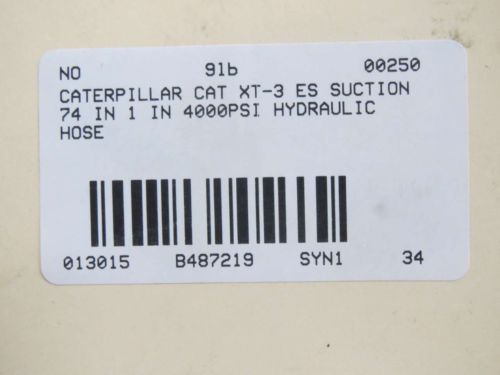 NO 91b 00250
CATERPILLAR CAT XT-3 ES SUCTION
74 IN 1 IN 4000PSI HYDRAULIC
HOSE
013015 B487219 SYN1 34